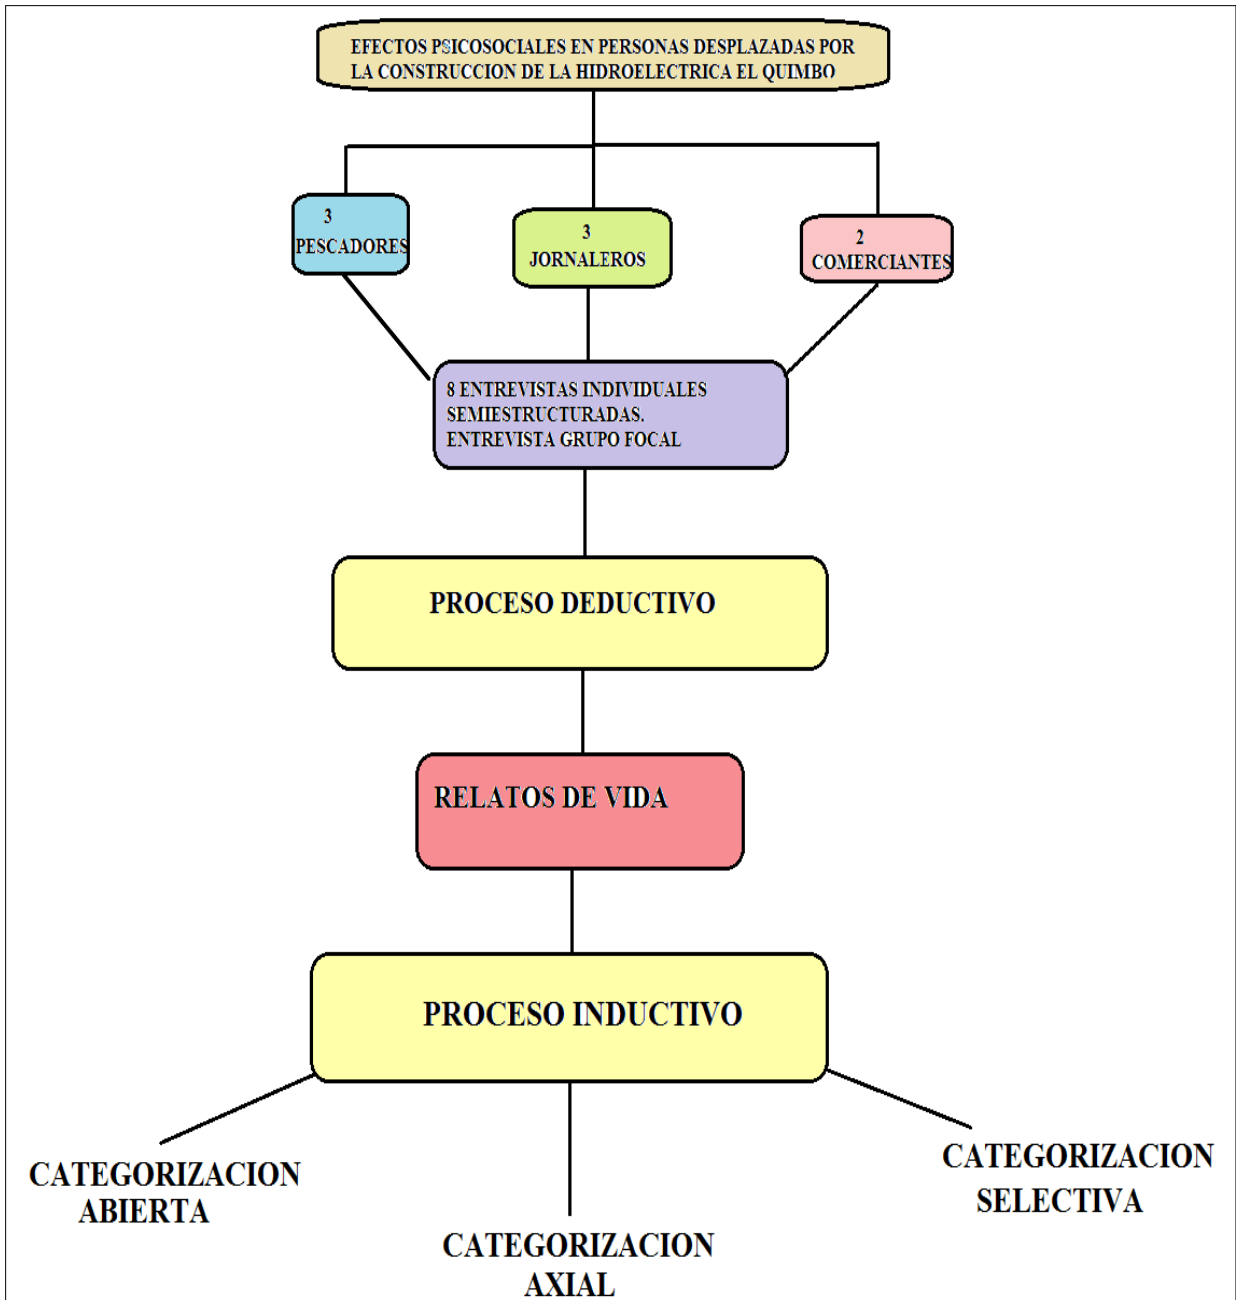 EFECTOS PSICOSOCIALES EN PERSONAS DESPLAZADAS POR
LA CONSTRUCCION DE LA HIDROELECTRICA EL QUIMBO
3
PESCADORES
3
JORNALEROS
2
COMERCIANTES
8 ENTREVISTAS INDIVIDUALES
SEMIESTRUCTURADAS.
ENTREVISTA GRUPO FOCAL
PROCESO DEDUCTIVO
RELATOS DE VIDA
PROCESO INDUCTIVO
CATEGORIZACION
ABIERTA
CATEGORIZACION
AXIAL
CATEGORIZACION
SELECTIVA